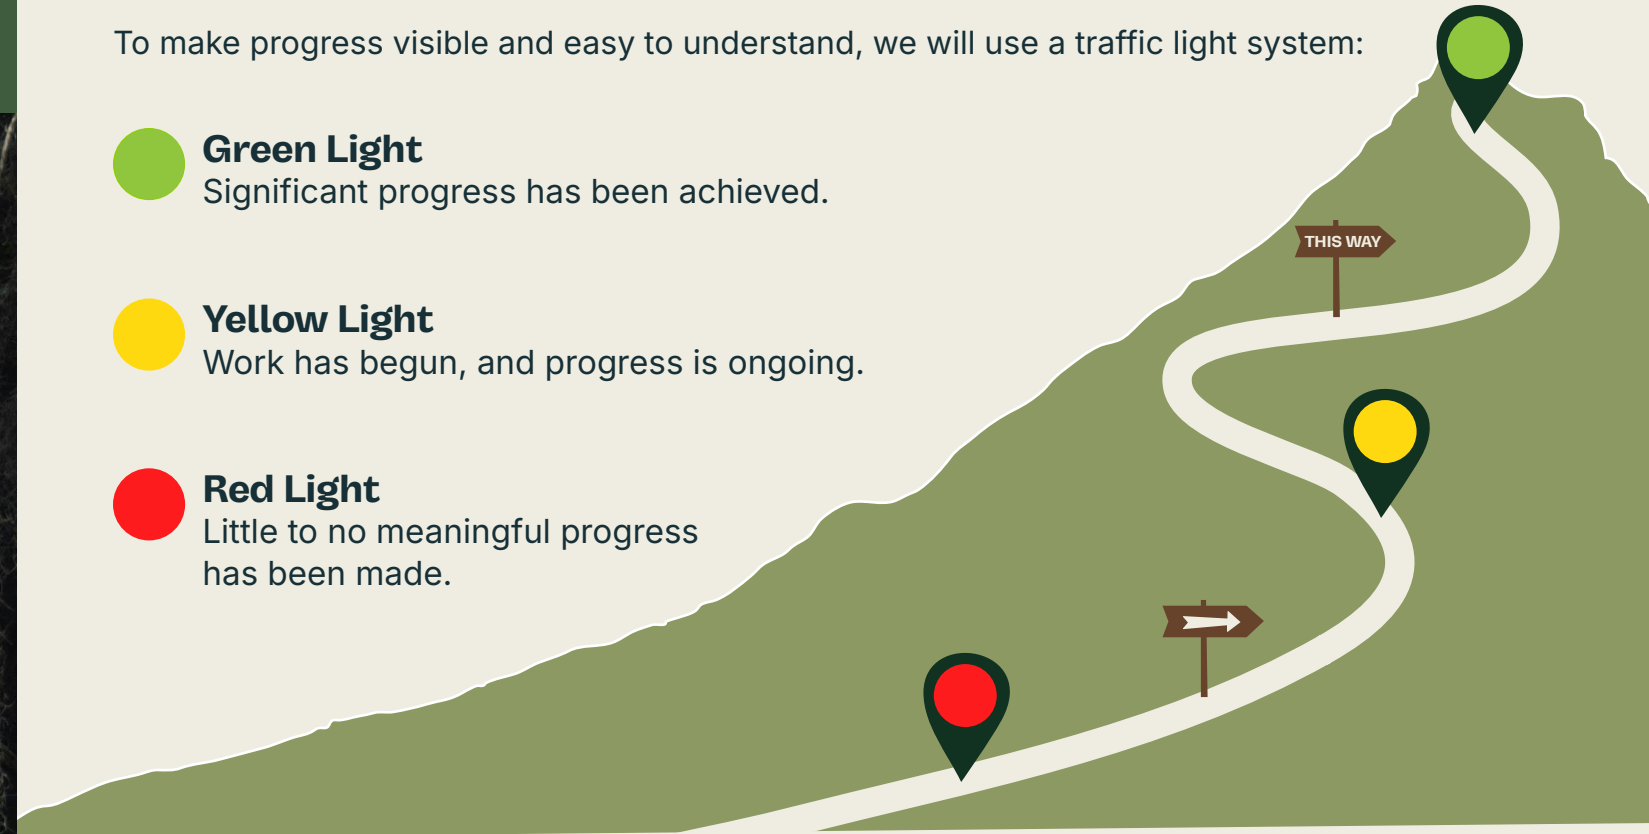 To make progress visible and easy to understand, we will use a traffic light system:
Green Light
Significant progress has been achieved.
Yellow Light
Work has begun, and progress is ongoing.
Red Light
Little to no meaningful progress
has been made.
THIS WAY